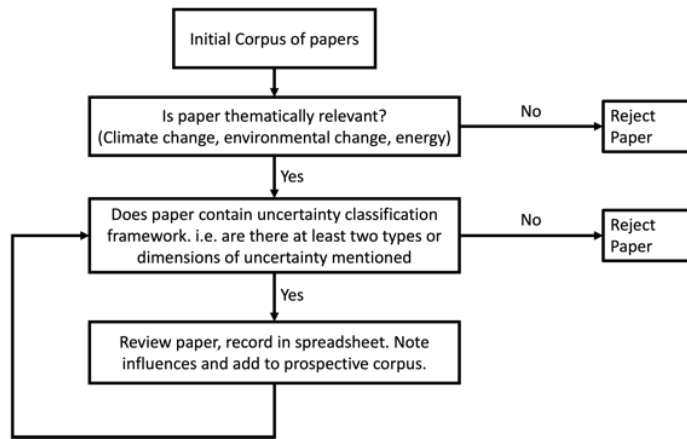 Initial Corpus of papers
Is paper thematically relevant?
(Climate change, environmental change, energy)
No
Reject
Paper
Yes
Does paper contain uncertainty classification
framework. i.e. are there at least two types or
dimensions of uncertainty mentioned
No
Reject
Paper
Yes
Review paper, record in spreadsheet. Note
influences and add to prospective corpus.